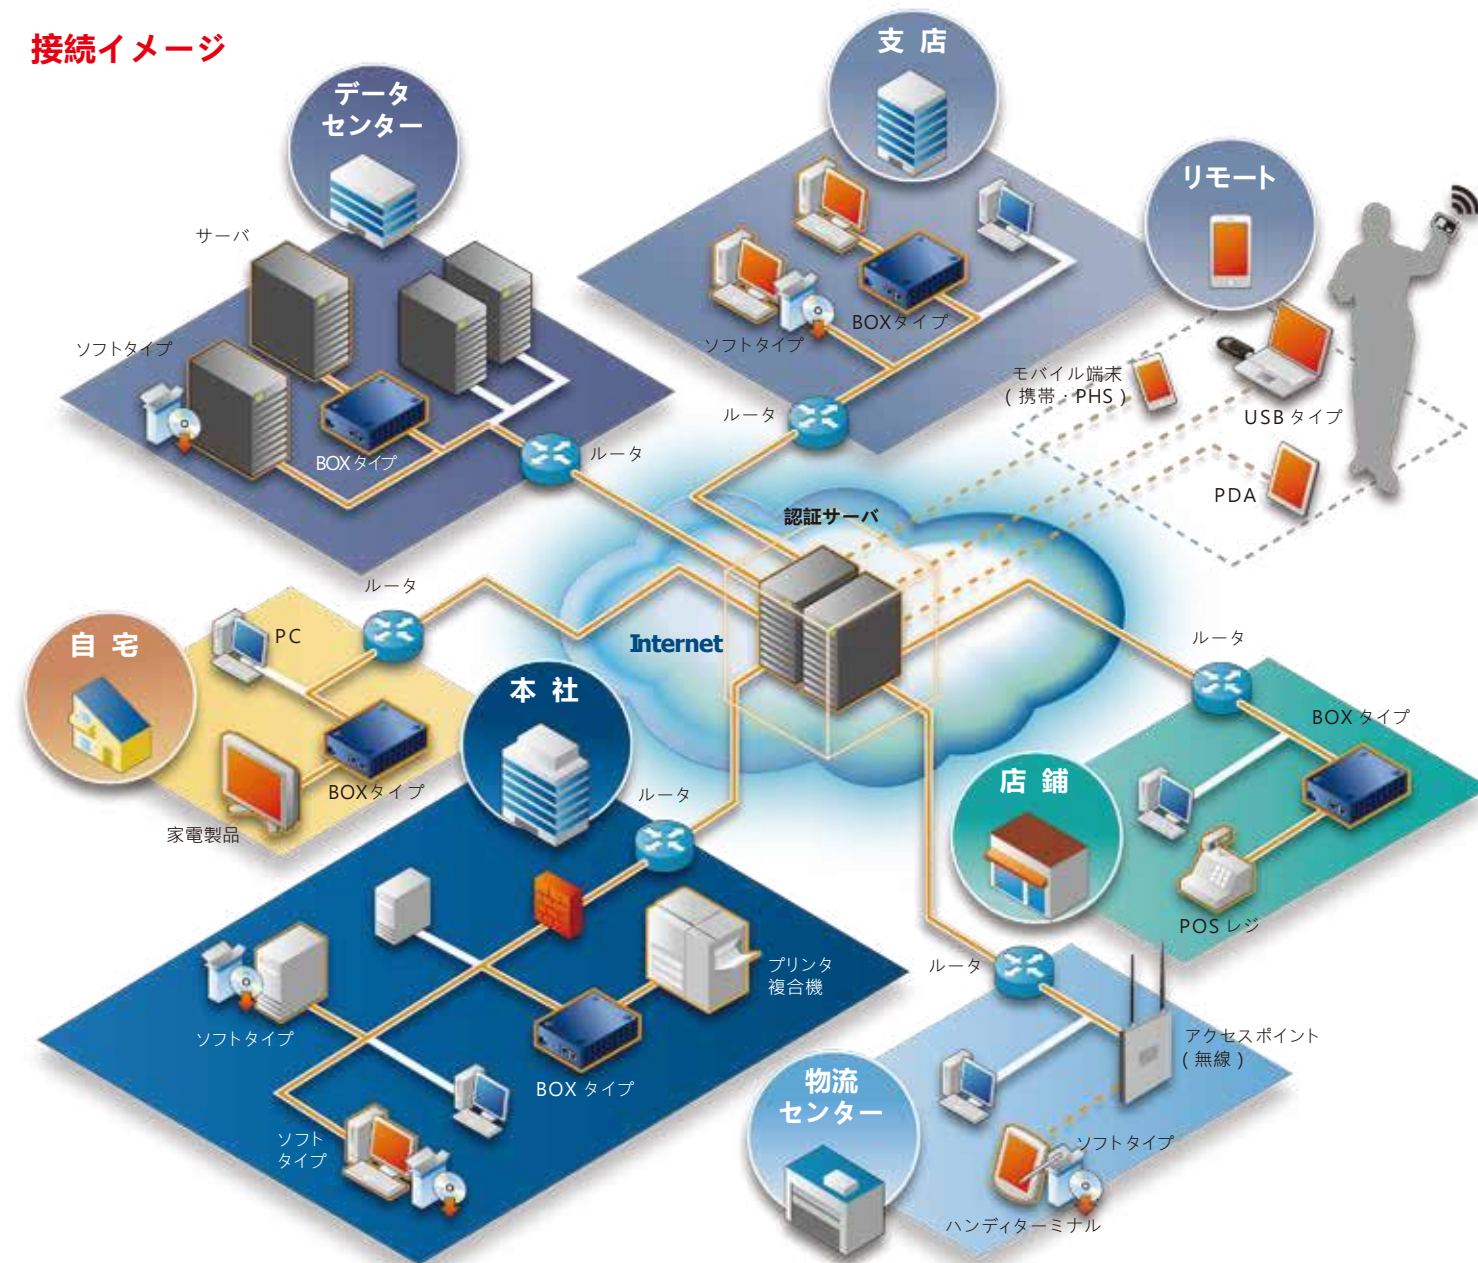 接続イメージ
データ
センター
支 店
リモート
サーバ
ソフトタイプ
BOX タイプ
ルータ
BOXタイプ
ソフトタイプ
ルータ
モバイル端末
( 携帯・PHS )
USB タイプ
PDA
認証サーバ
Internet
ルータ
自 宅
PC
BOXタイプ
家電製品
本 社
ルータ
プリンタ
複合機
ソフトタイプ
BOX タイプ
ソフト
タイプ
ルータ
BOX タイプ
店 舗
POS レジ
ルータ
アクセスポイント
( 無線 )
物流
センター
ソフトタイプ
ハンディターミナル